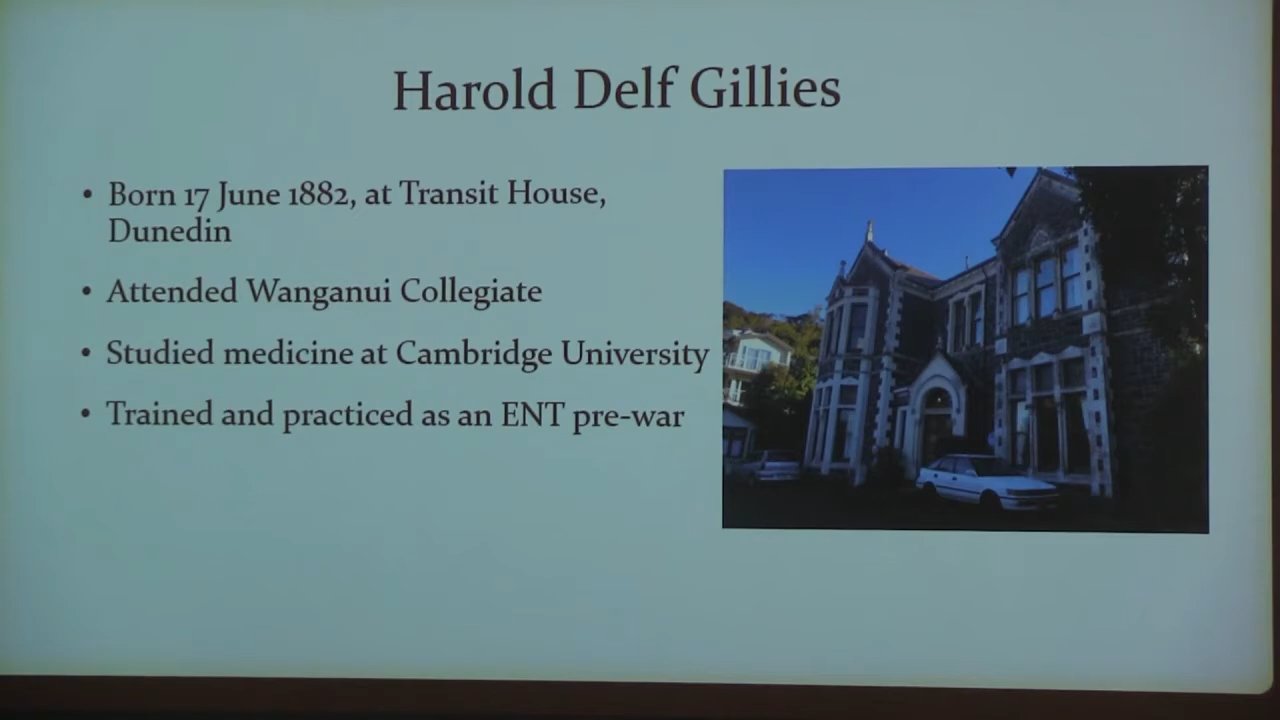 Harold Delf Gillies
• Born 17 June 1882, at Transit House,
Dunedin
• Attended Wanganui Collegiate
• Studied medicine at Cambridge University
• Trained and practiced as an ENT pre-war